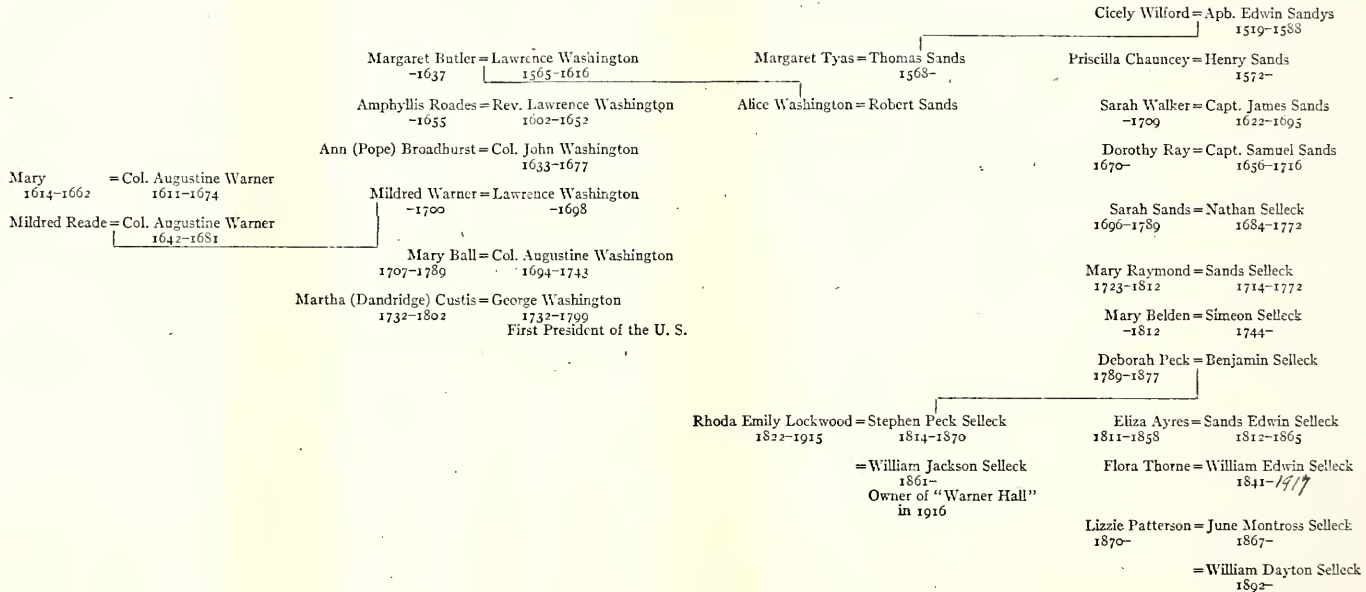 Cicely Wilford = Apb. Edwin Sandys
1519-1588
Margaret Butler = Lawrence Washington
-1637 1565-1616
Margaret Tyas = Thomas Sands
1568-
Priscilla Chauncey = Henry Sands
1572-
Amphyllis Roades = Rev. Lawrence Washington
-1655 1602-1652
Alice Washington = Robert Sands
Sarah Walker = Capt. James Sands
-1709 1622-1695
Ann (Pope) Broadhurst = Col. John Washington
1633-1677
Dorothy Ray = Capt. Samuel Sands
1670- 1656-1716
Mary = Col. Augustine Warner
1614-1662 1611-1674
Mildred Warner = Lawrence Washington
-1700 -1698
Mildred Reade = Col. Augustine Warner
1642-1681
Sarah Sands = Nathan Selleck
1696-1789 1684-1772
Mary Ball = Col. Augustine Washington
1707-1789 1694-1743
Mary Raymond = Sands Selleck
1723-1812 1714-1772
Martha (Dandridge) Custis = George Washington
1732-1802 1732-1799
First President of the U. S.
Mary Belden = Simeon Selleck
-1812 1744-
Deborah Peck = Benjamin Selleck
1789-1877
Rhoda Emily Lockwood = Stephen Peck Selleck
1822-1915 1814-1870
Eliza Ayres = Sands Edwin Selleck
1811-1858 1812-1865
= William Jackson Selleck
1861-
Owner of "Warner Hall"
in 1916
Flora Thorne = William Edwin Selleck
1841-1917
Lizzie Patterson = June Montross Selleck
1870- 1867-
= William Dayton Selleck
1892-